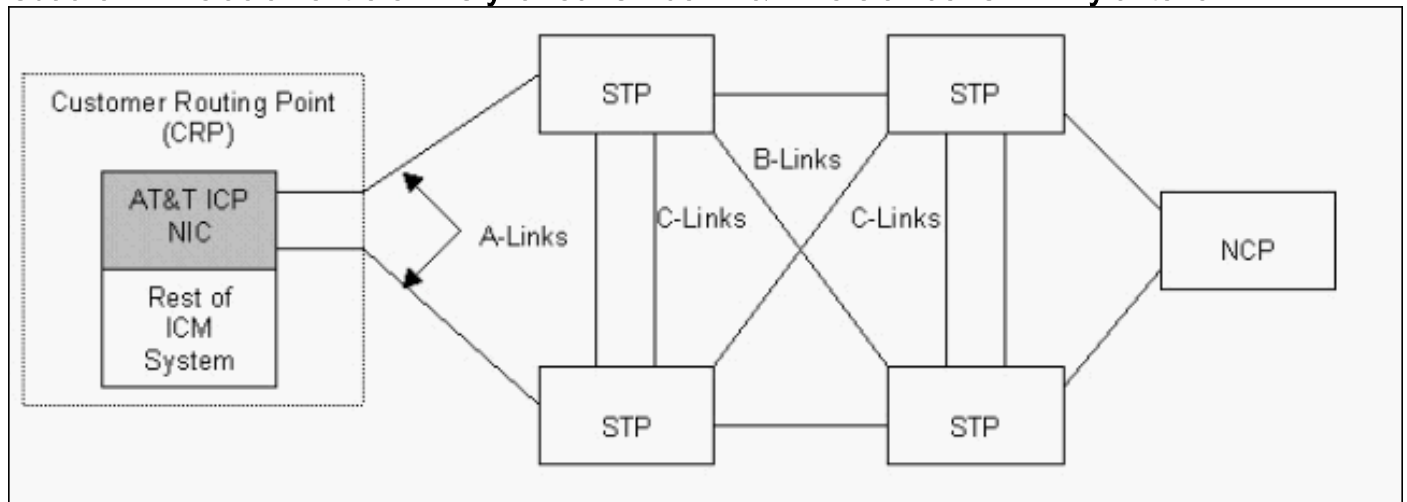 Customer Routing Point
(CRP)
AT&T ICP
NIC
Rest of
ICM
System
A-Links
STP
STP
B-Links
C-Links
C-Links
STP
STP
NCP